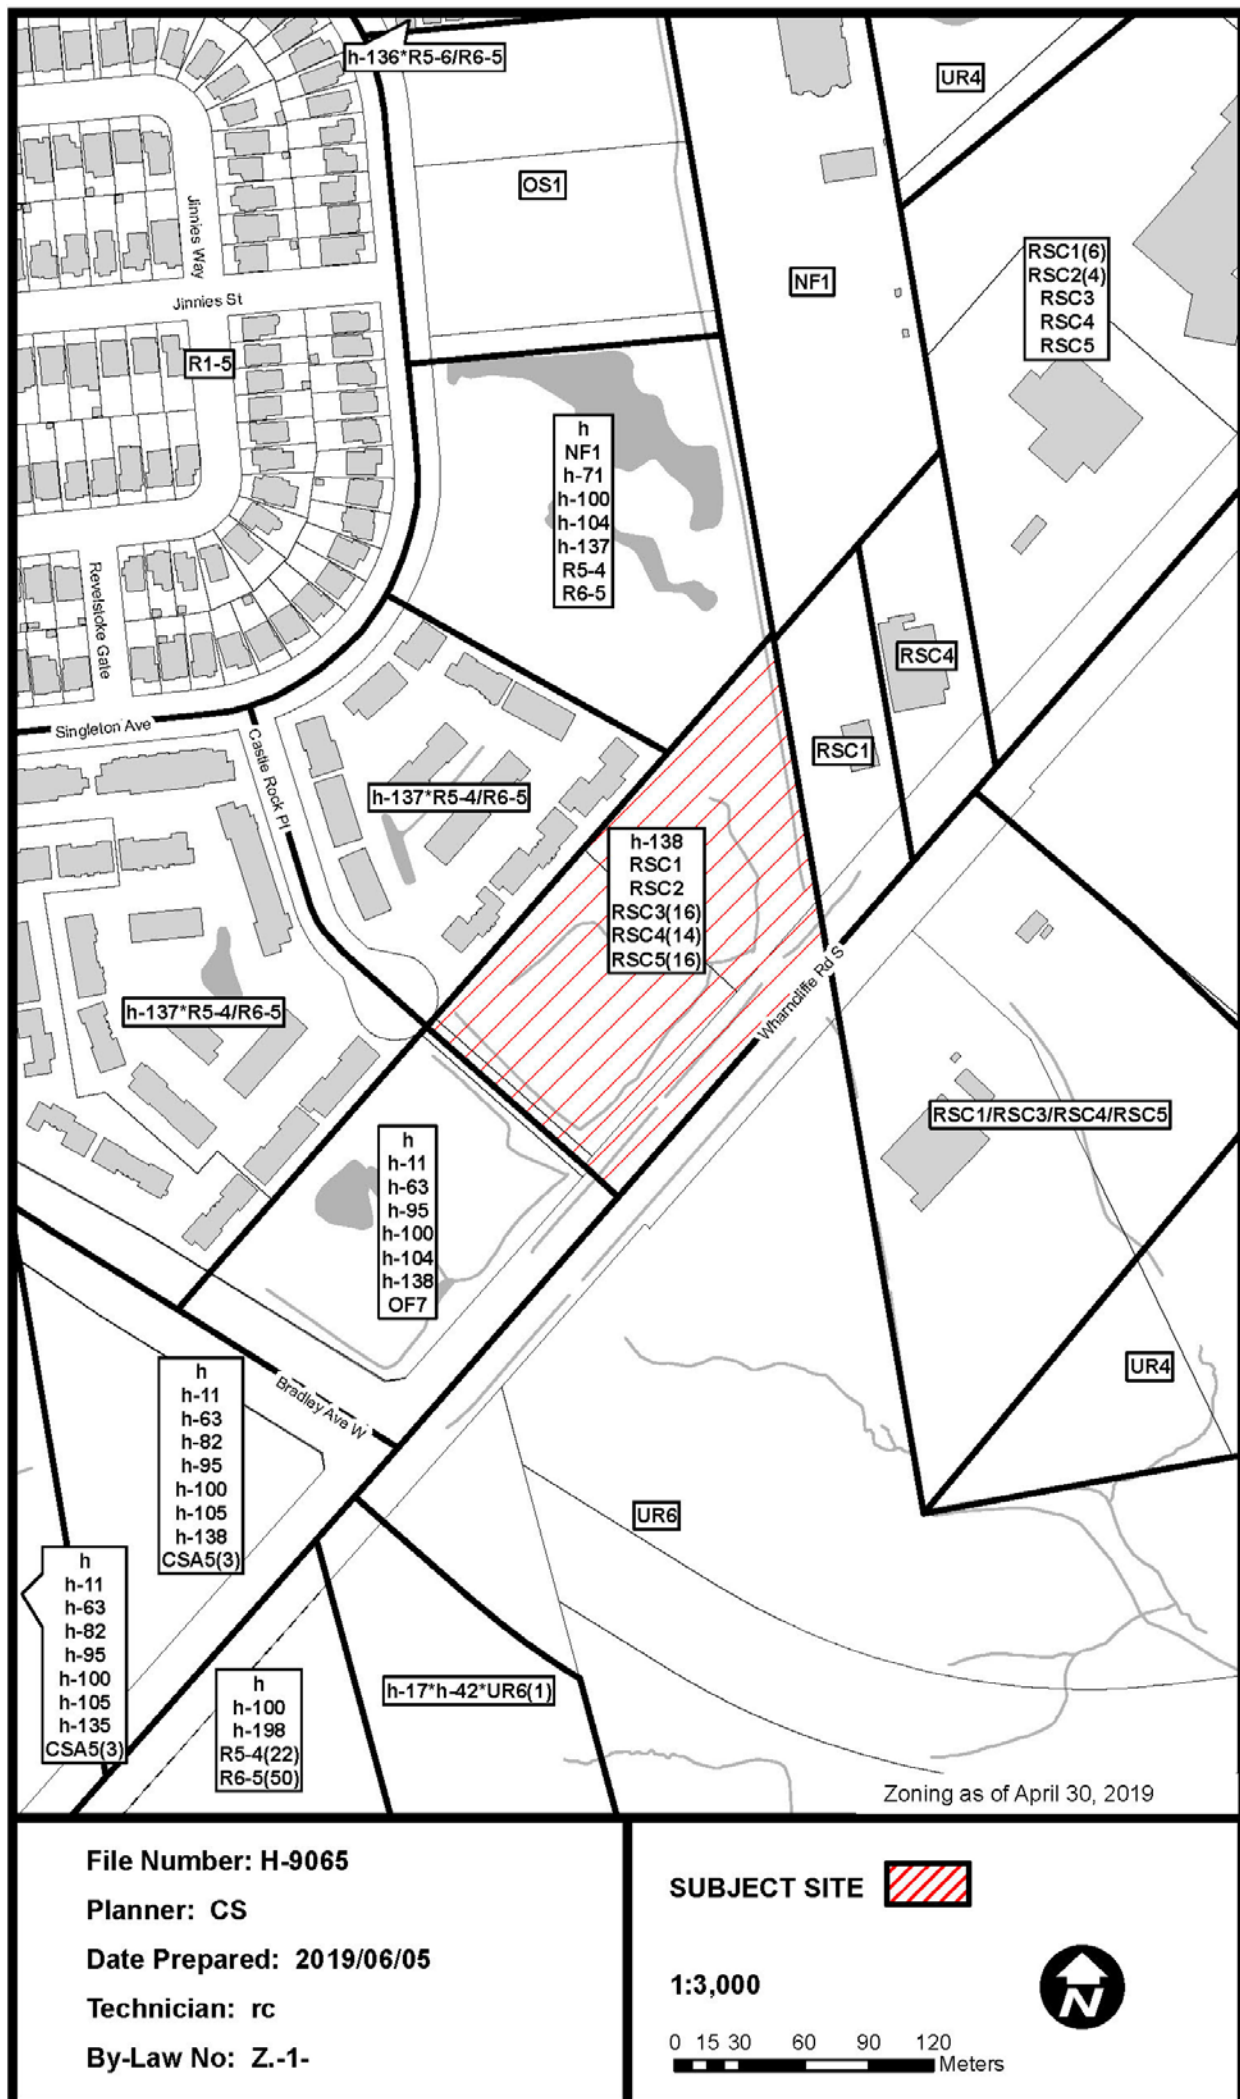 h-136*R5-6/R6-5
UR4
OS1
Jinnies Way
NF1
RSC1(6)
RSC2(4)
RSC3
RSC4
RSC5
Jinnies St
R1-5
h
NF1
h-71
h-100
h-104
h-137
R5-4
R6-5
Revelstoke Gate
RSC4
Singleton Ave
Castle Rock Pl
RSC1
h-137*R5-4/R6-5
h-138
RSC1
RSC2
RSC3(16)
RSC4(14)
RSC5(16)
Wharncliffe Rd S
h-137*R5-4/R6-5
RSC1/RSC3/RSC4/RSC5
h
h-11
h-63
h-95
h-100
h-104
h-138
OF7
UR4
h
h-11
h-63
h-82
h-95
h-100
h-105
h-138
CSA5(3)
Bradley Ave W
UR6
h
h-11
h-63
h-82
h-95
h-100
h-105
h-135
CSA5(3)
h
h-100
h-198
R5-4(22)
R6-5(50)
h-17*h-42*UR6(1)
Zoning as of April 30, 2019
File Number: H-9065
Planner: CS
Date Prepared: 2019/06/05
Technician: rc
By-Law No: Z.-1-
SUBJECT SITE
1:3,000
N
0 15 30 60 90 120
Meters